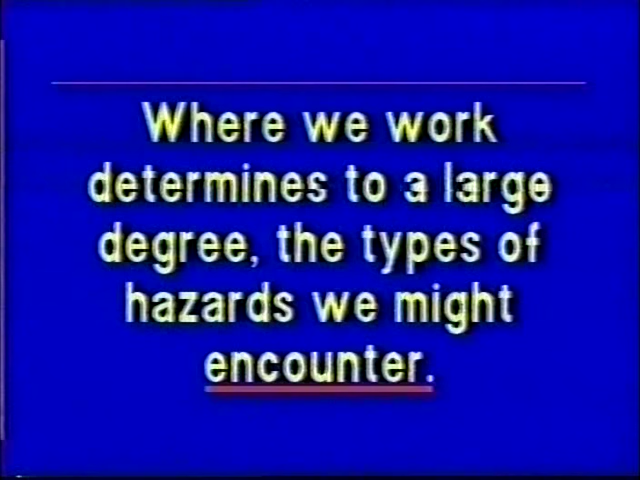 Where we work
determines to a large
degree, the types of
hazards we might
encounter.